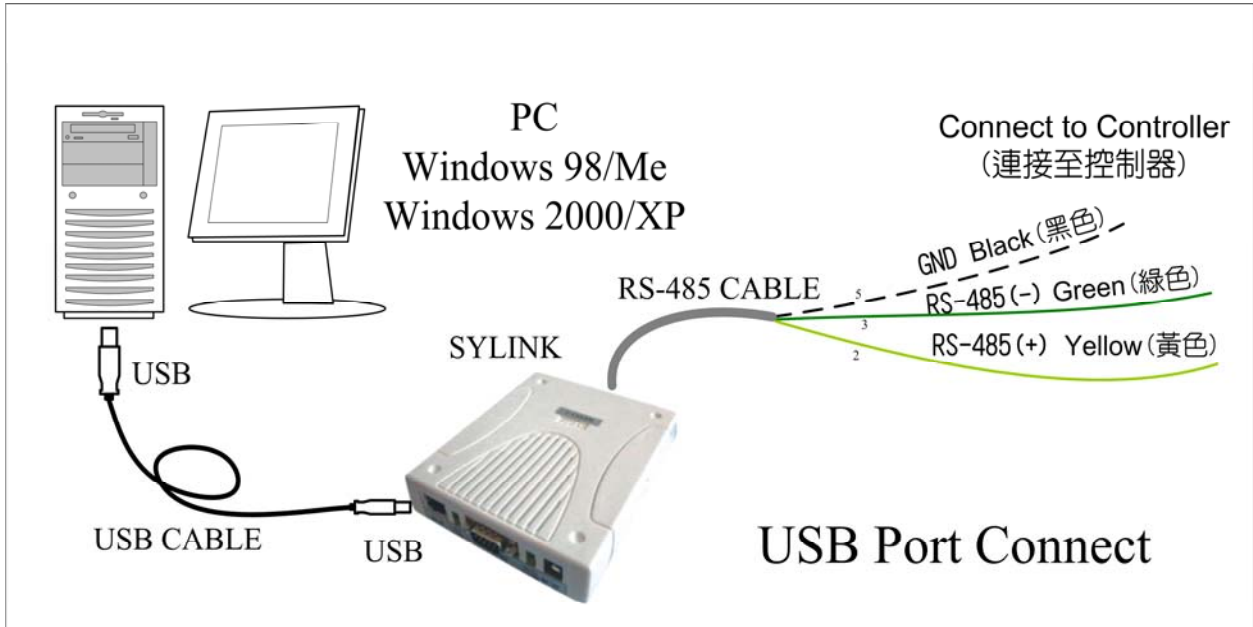 PC
Windows 98/Me
Windows 2000/XP
Connect to Controller
(連接至控制器)
GND Black(黑色)
5
RS-485 CABLE
RS-485(-) Green(綠色)
3
RS-485(+) Yellow(黃色)
2
SYLINK
USB
USB CABLE
USB
USB Port Connect